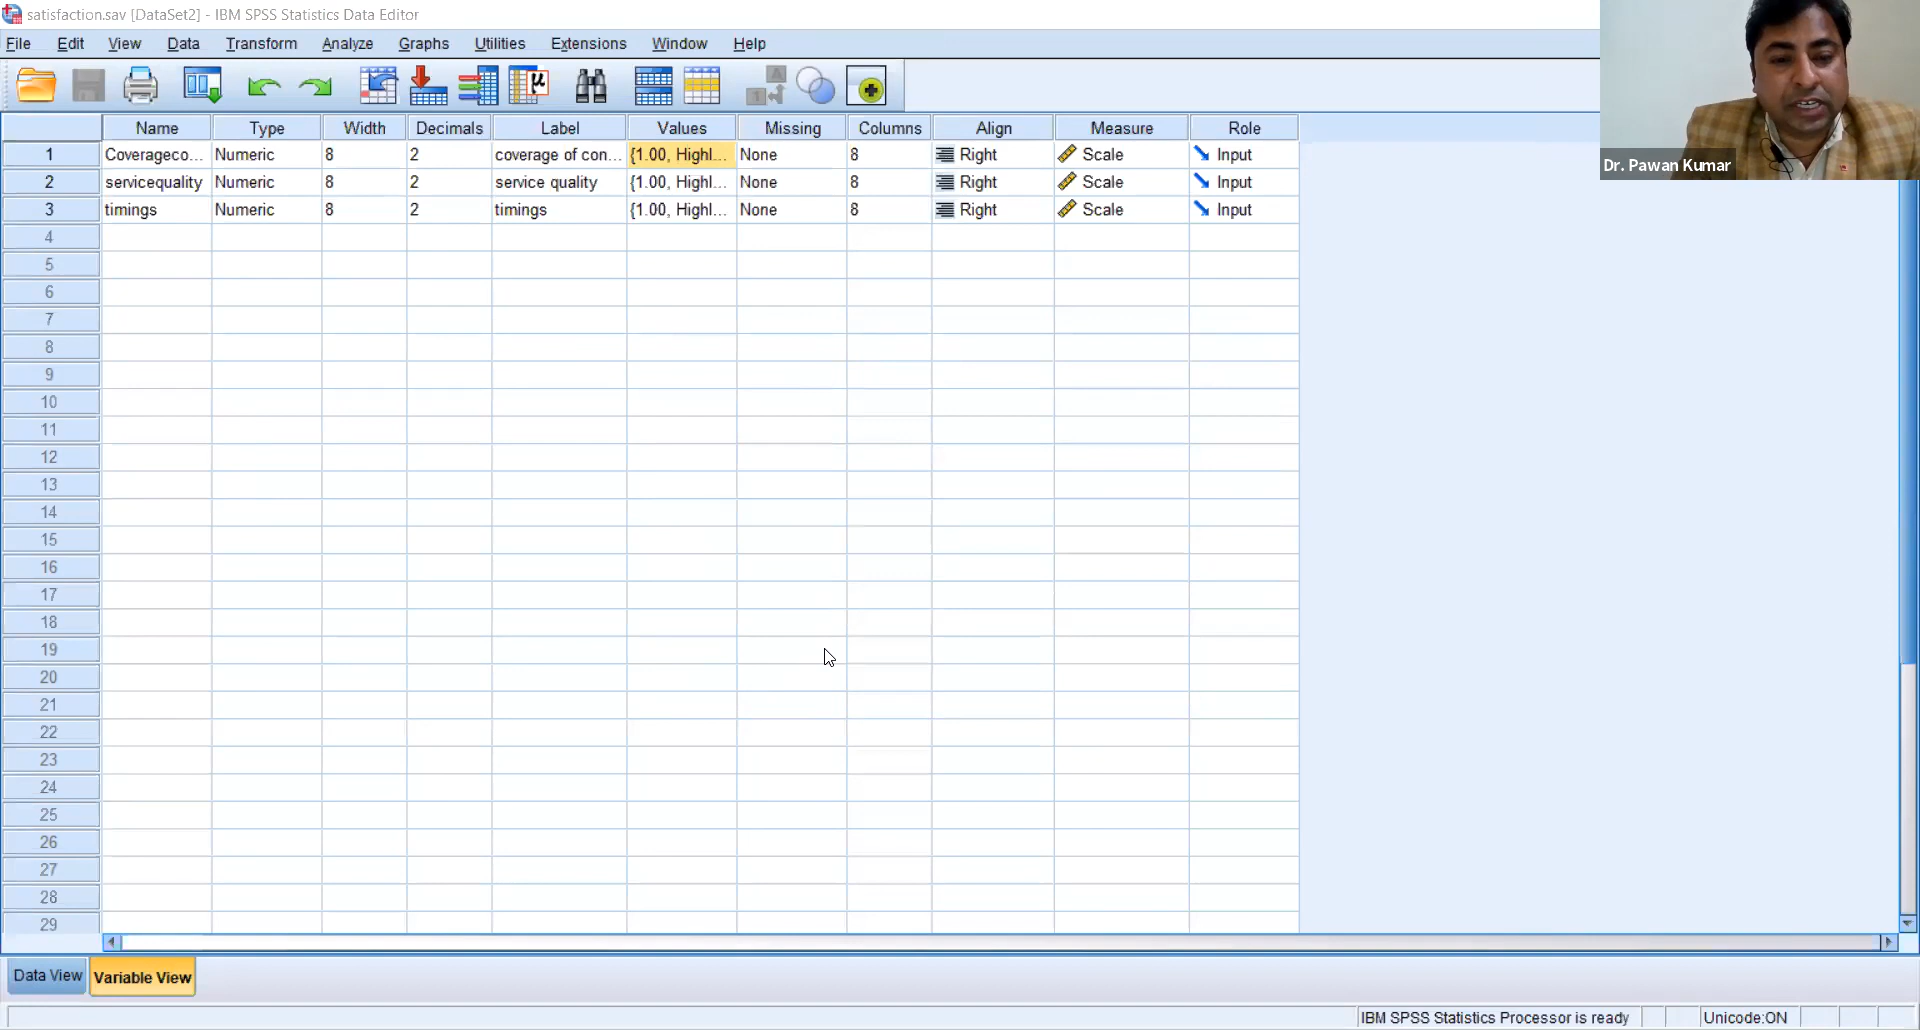 satisfaction.sav [DataSet2] - IBM SPSS Statistics Data Editor
File Edit View Data Transform Analyze Graphs Utilities Extensions Window Help
Name Type Width Decimals Label Values Missing Columns Align Measure Role
1 Coverageco... Numeric 8 2 coverage of con... {1.00, Highl... None 8 Right Scale Input
2 servicequality Numeric 8 2 service quality {1.00, Highl... None 8 Right Scale Input
3 timings Numeric 8 2 timings {1.00, Highl... None 8 Right Scale Input
4
5
6
7
8
9
10
11
12
13
14
15
16
17
18
19
20
21
22
23
24
25
26
27
28
29
Dr. Pawan Kumar
Data View Variable View
IBM SPSS Statistics Processor is ready Unicode:ON